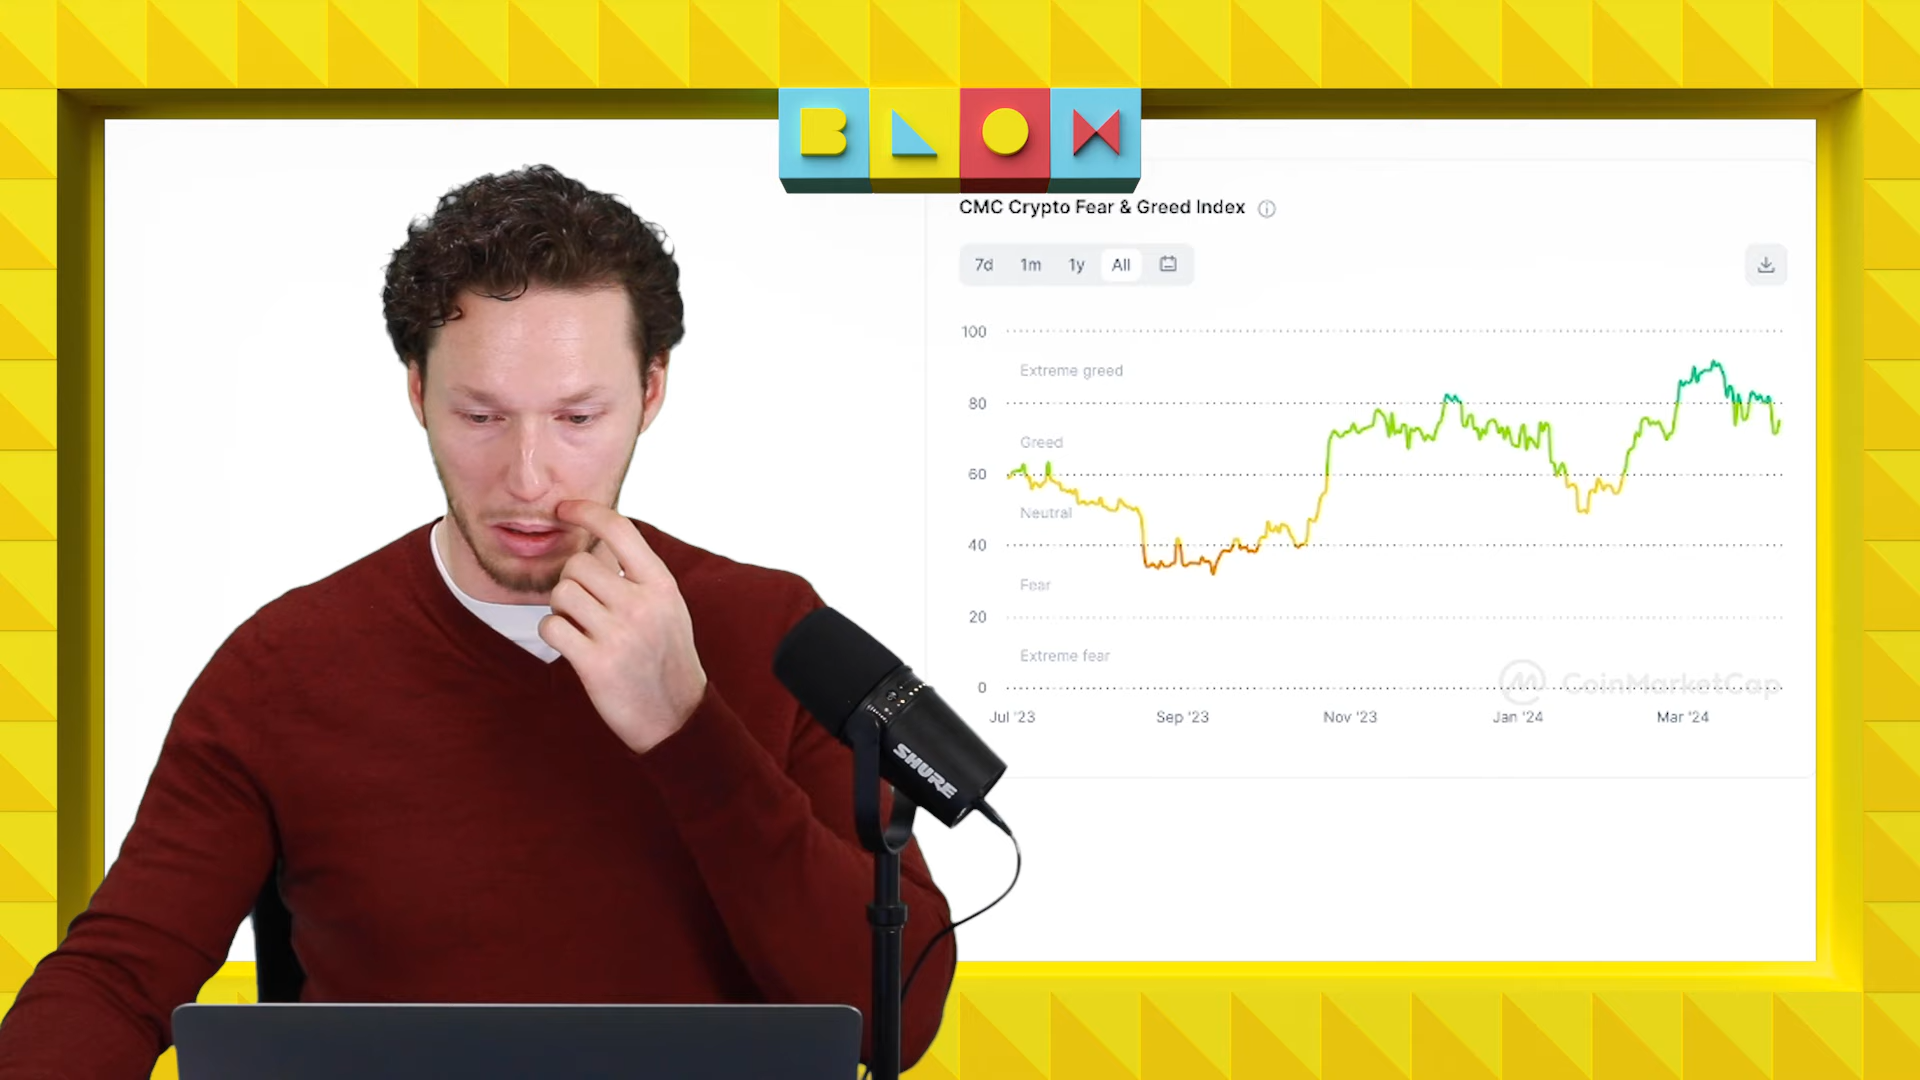 BLOX
CMC Crypto Fear & Greed Index
7d 1m 1y All
100
Extreme greed
80
Greed
60
Neutral
40
Fear
20
Extreme fear
0
CoinMarketCap
Jul '23 Sep '23 Nov '23 Jan '24 Mar '24
SHURE